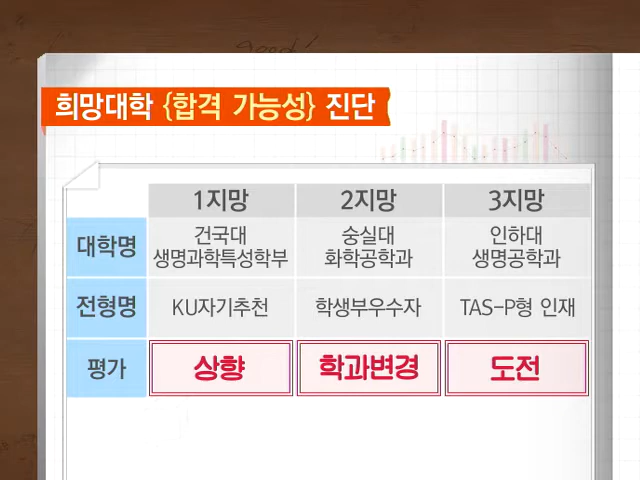 good!
희망대학 {합격 가능성} 진단
1지망 2지망 3지망
대학명 건국대 생명과학특성학부 숭실대 화학공학과 인하대 생명공학과
전형명 KU자기추천 학생부우수자 TAS-P형 인재
평가 상향 학과변경 도전